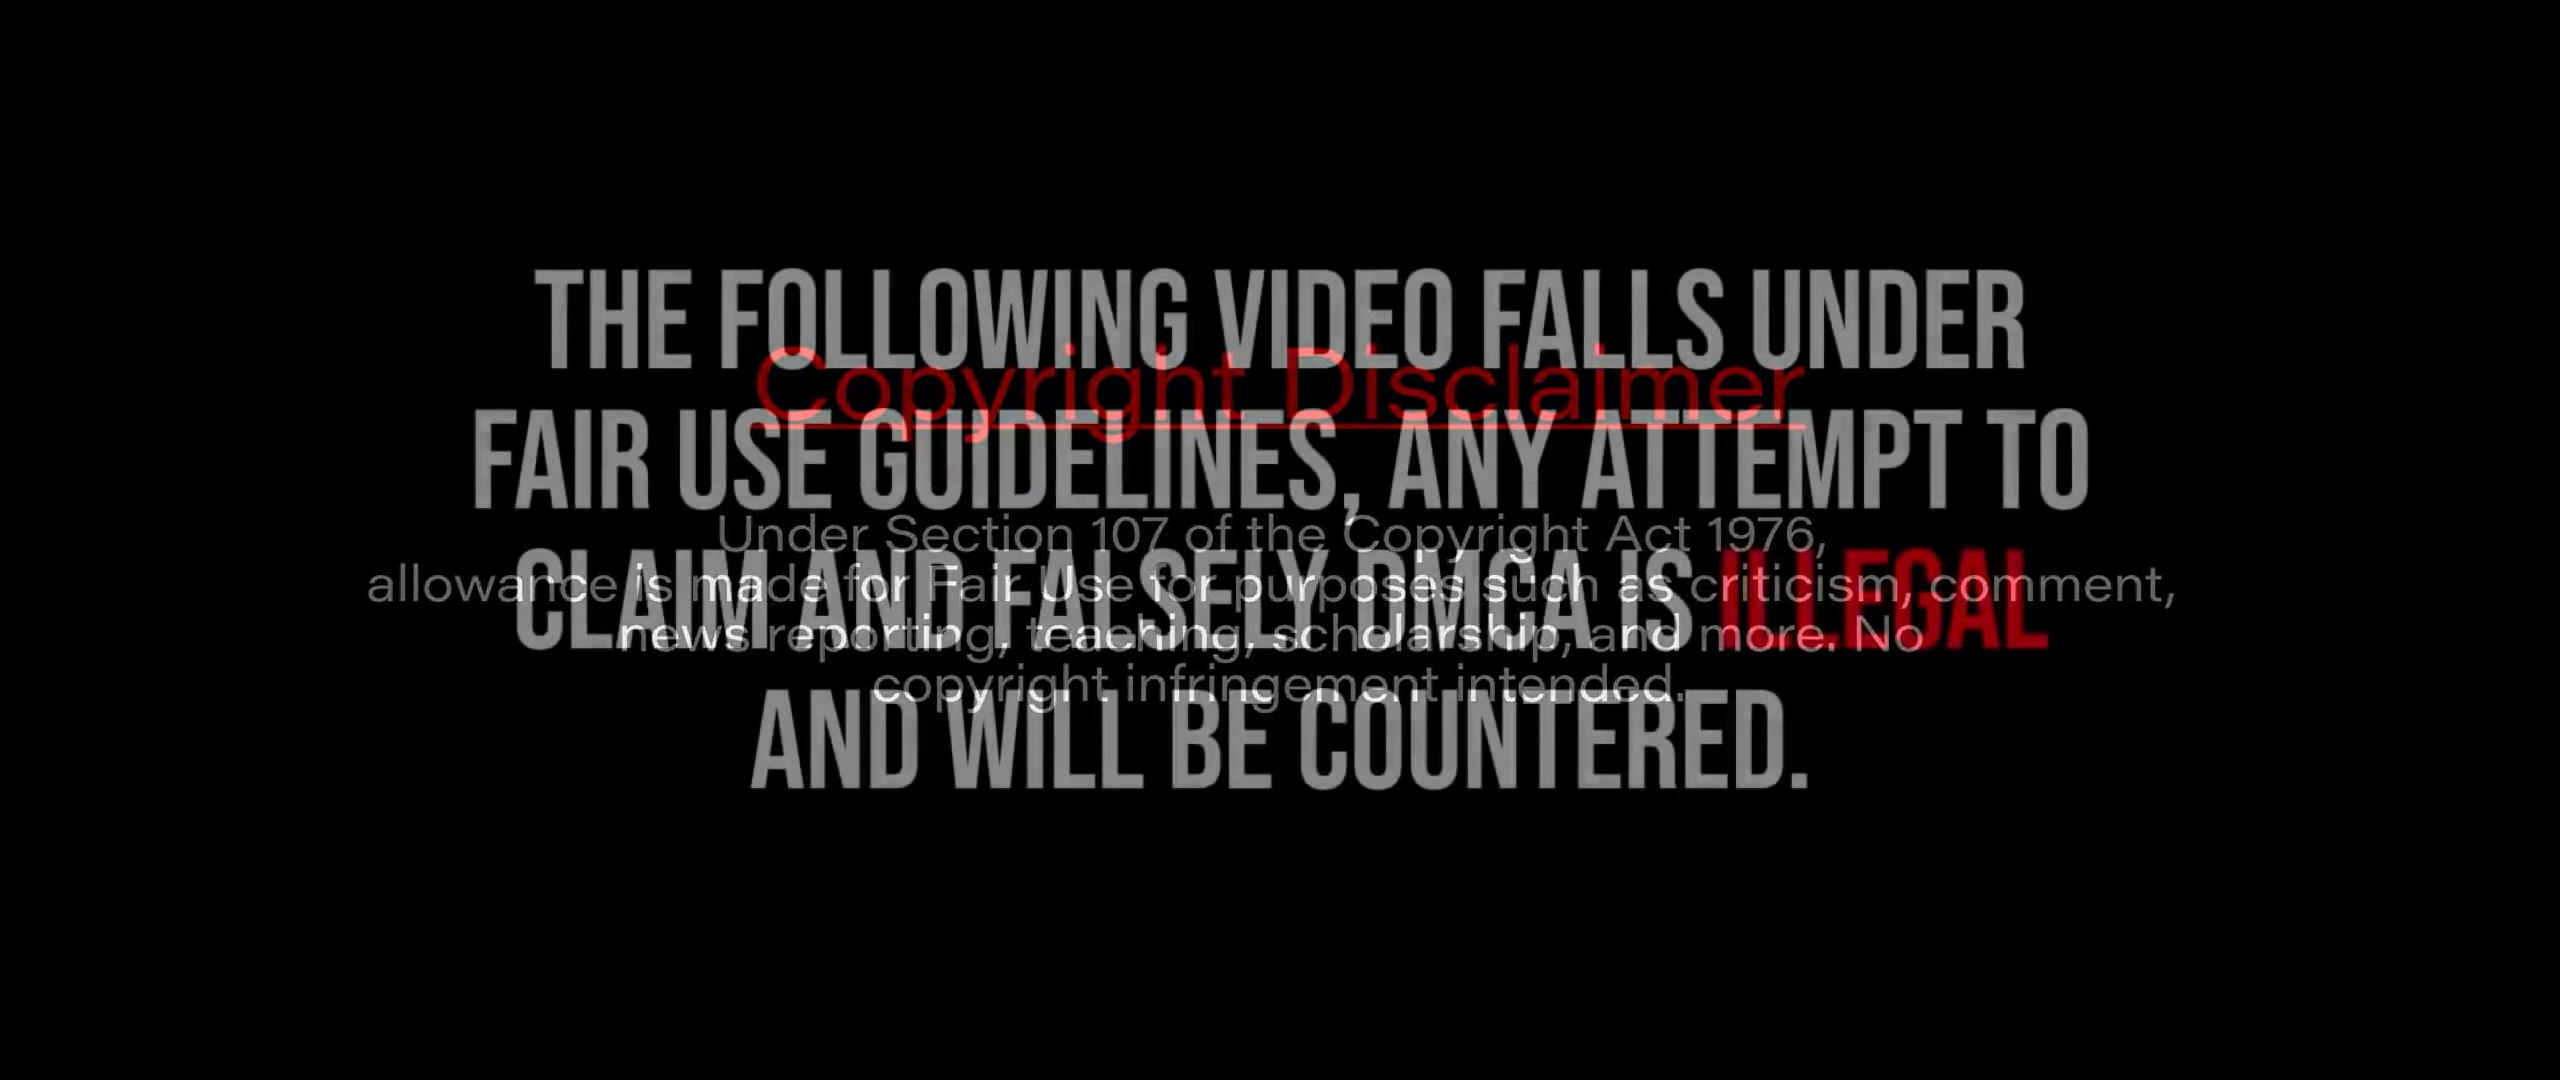 THE FOLLOWING VIDEO FALLS UNDER
FAIR USE GUIDELINES, ANY ATTEMPT TO
CLAIM AND FALSELY DMCA IS ILLEGAL
AND WILL BE COUNTERED.
Copyright Disclaimer
Under Section 107 of the Copyright Act 1976,
allowance is made for Fair Use for purposes such as criticism, comment,
news reporting, teaching, scholarship, and more. No
copyright infringement intended.